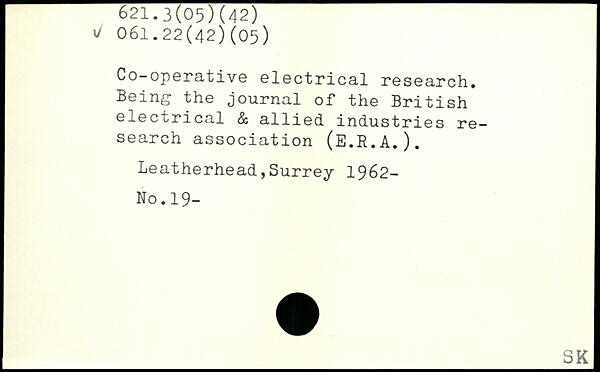 621.3(05)(42)
✓ 061.22(42)(05)
Co-operative electrical research.
Being the journal of the British
electrical & allied industries re-
search association (E.R.A.).
Leatherhead,Surrey 1962-
No.19-
SK